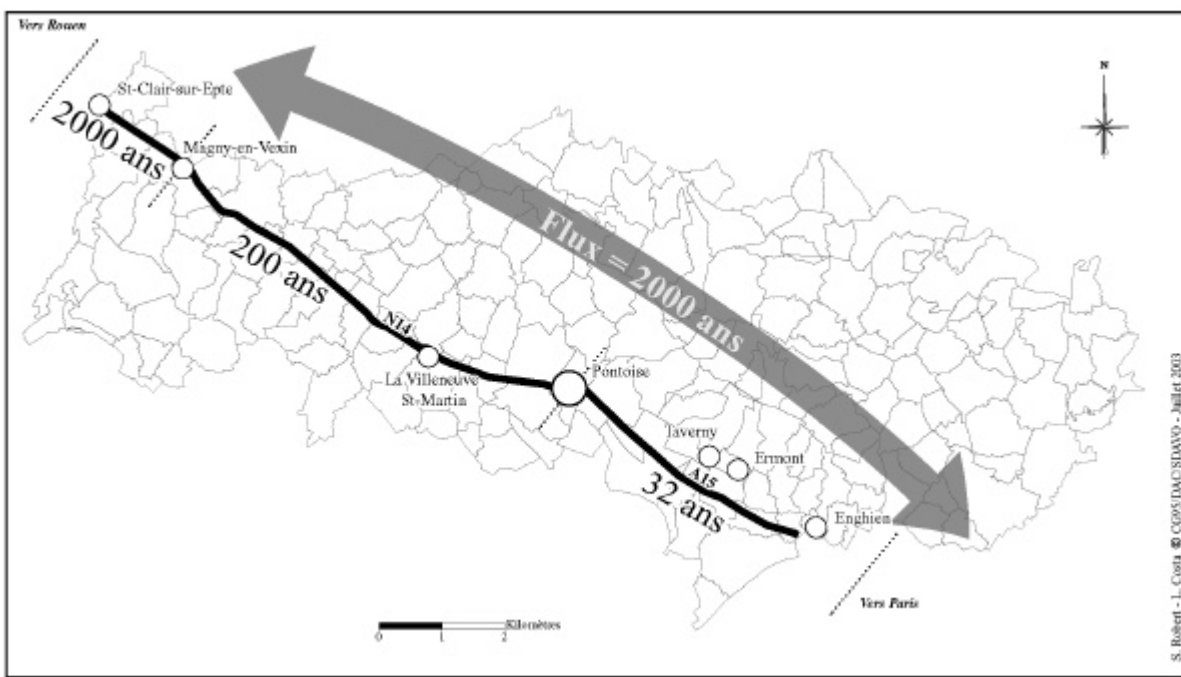 Vers Rouen
St-Clair-sur-Epte
2000 ans
Magny-en-Vexin
200 ans
Flux = 2000 ans
N14
La Villeneuve
St-Martin
Pontoise
Taverny
Ermont
A15
32 ans
Enghien
Vers Paris
N
Kilomètres
0 1 2
S. Robert - L. Costa © CG95/DAC/SDAVO - Juillet 2003